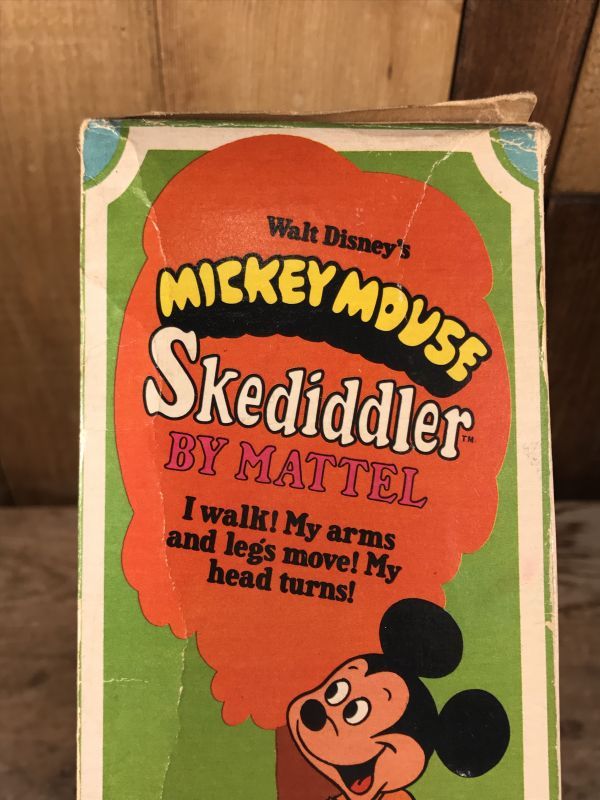 Walt Disney's
MICKEY MOUSE
Skediddler™
BY MATTEL
I walk! My arms
and legs move! My
head turns!